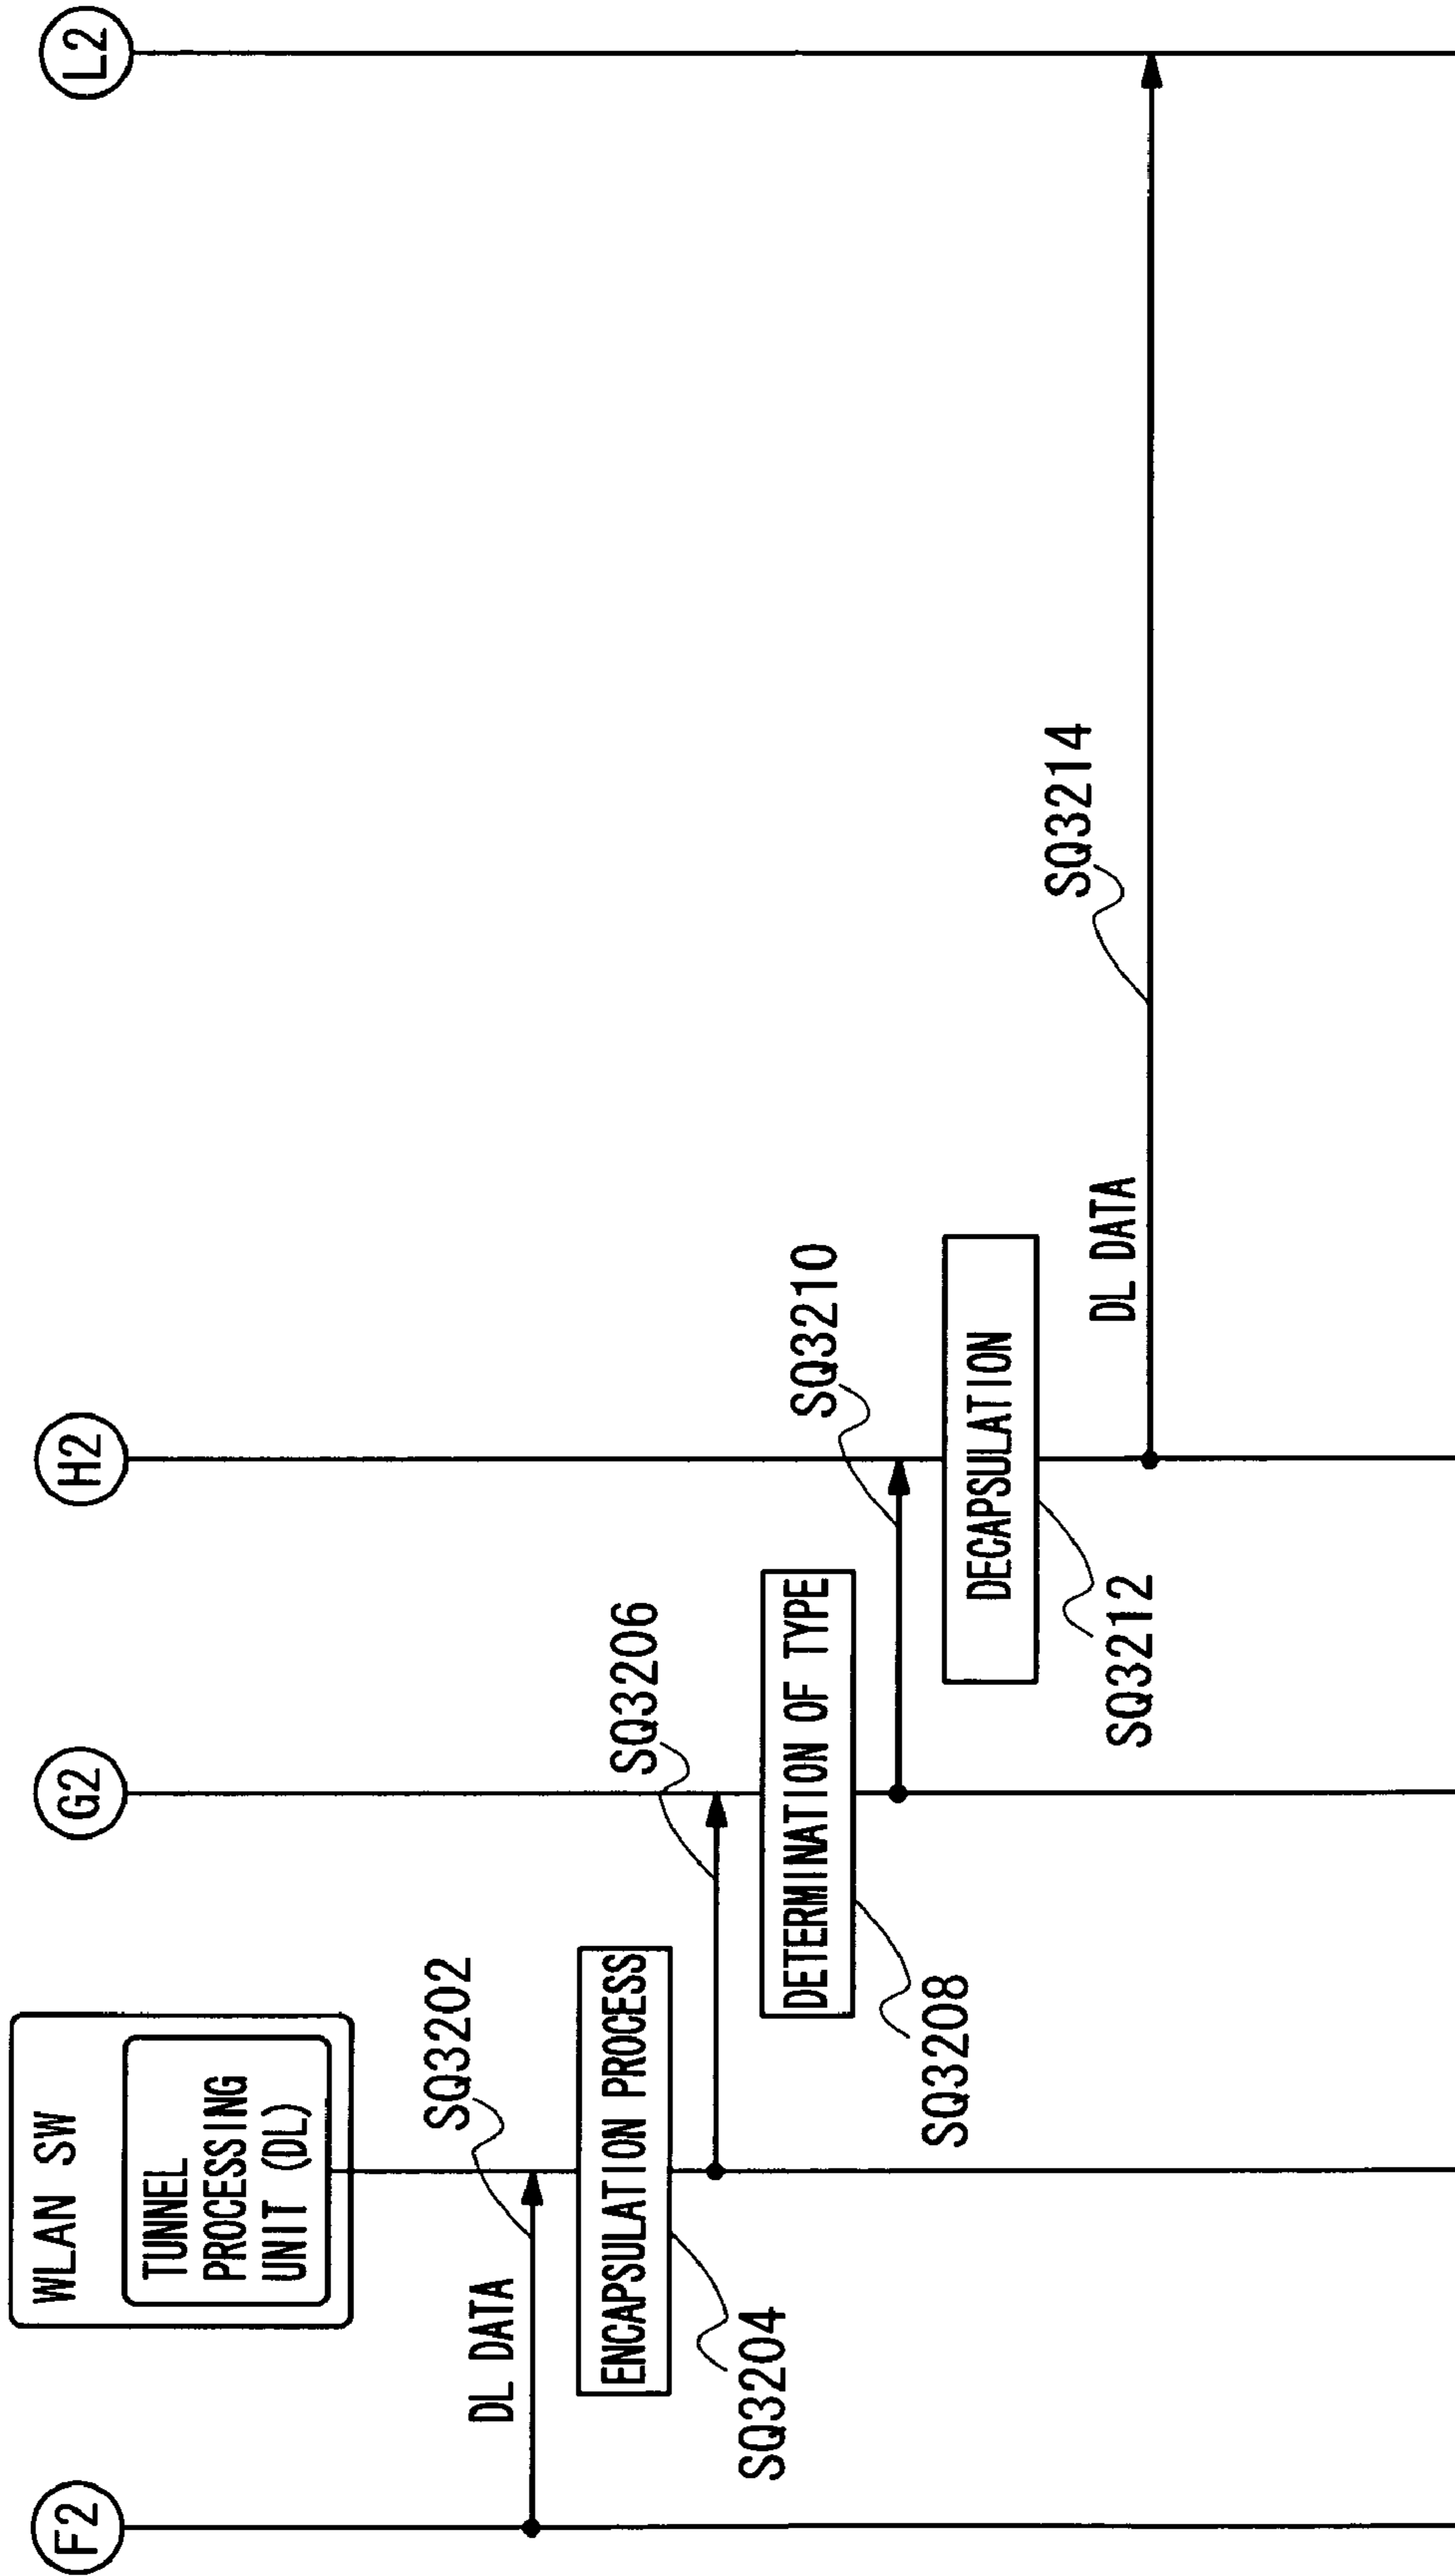 F2
WLAN SW
TUNNEL
PROCESSING
UNIT (DL)
G2
H2
L2
DL DATA
SQ3202
ENCAPSULATION PROCESS
SQ3204
SQ3206
DETERMINATION OF TYPE
SQ3208
SQ3210
DECAPSULATION
SQ3212
DL DATA
SQ3214